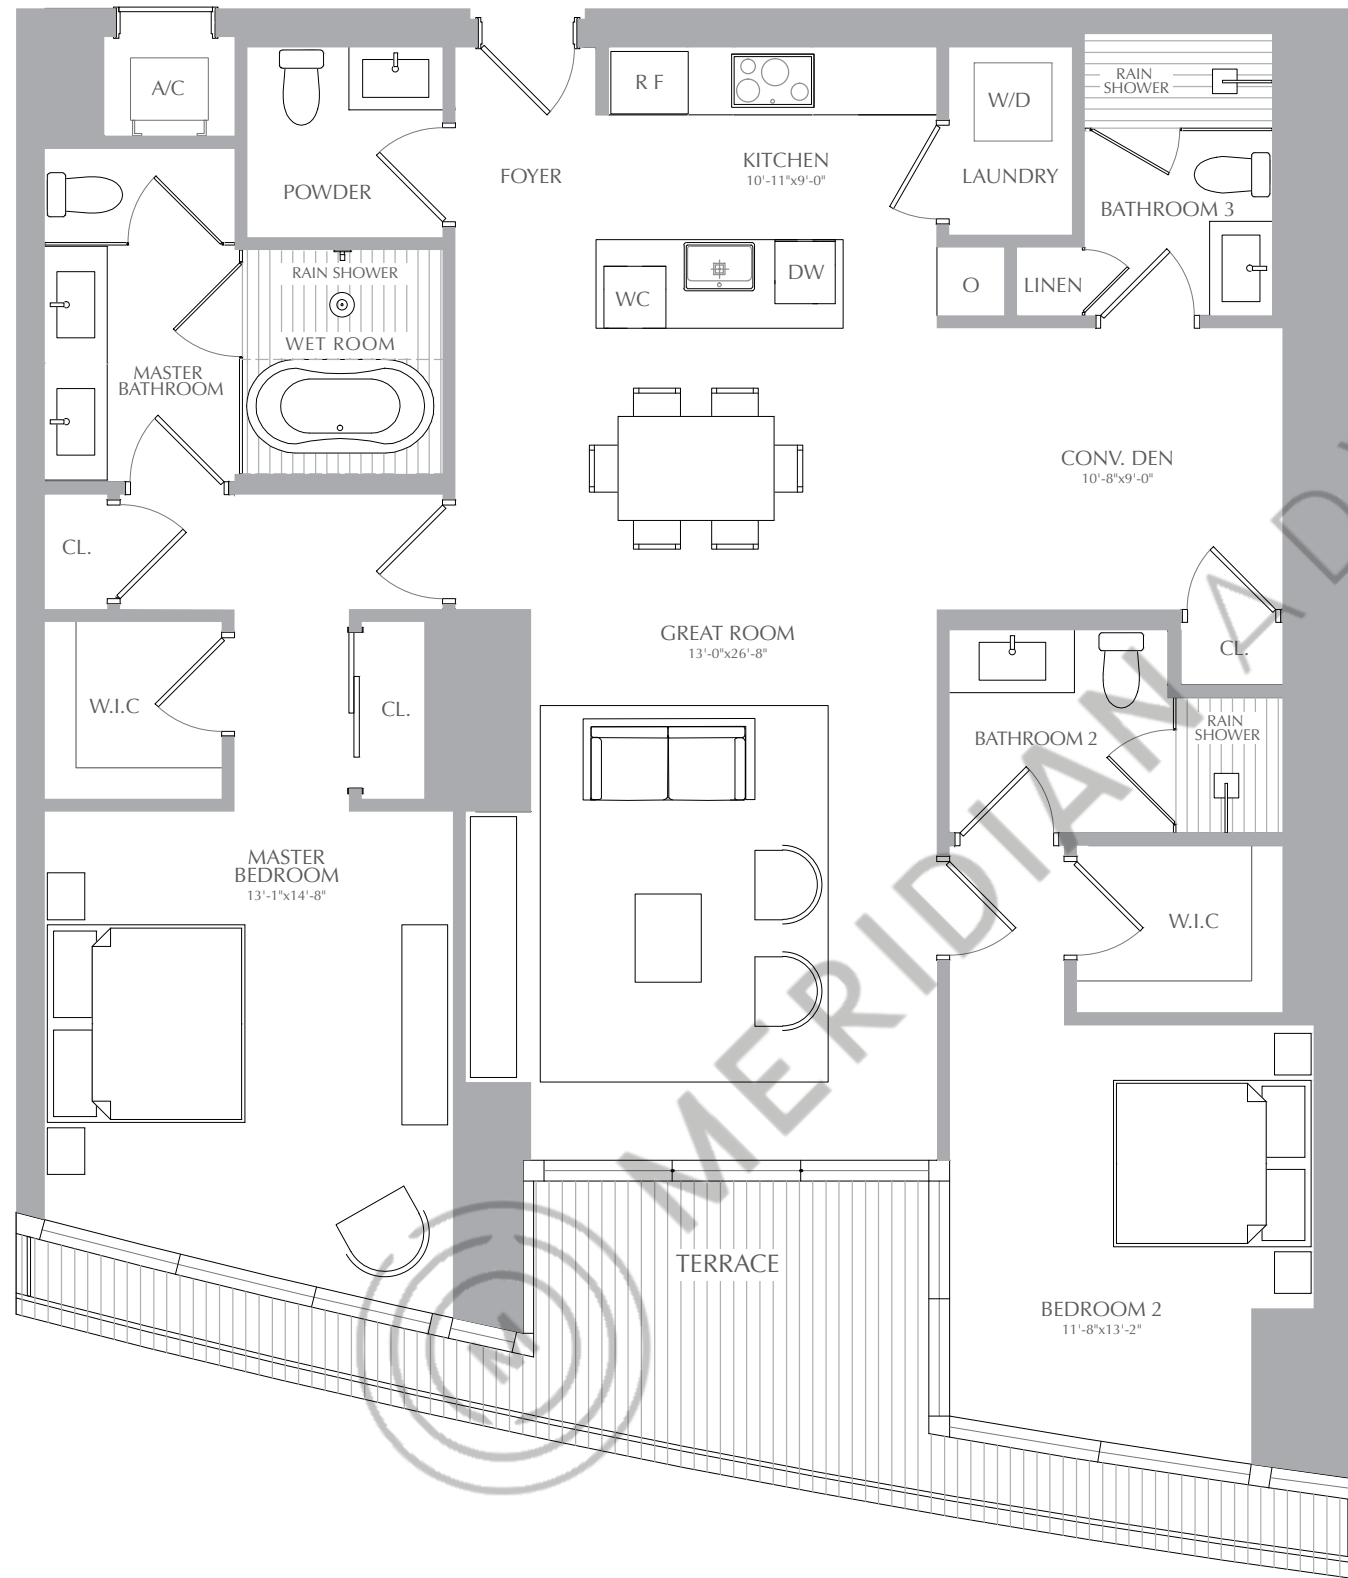 A/C
R F
W/D
RAIN
SHOWER
KITCHEN
10'-11"x9'-0"
FOYER
LAUNDRY
POWDER
BATHROOM 3
RAIN SHOWER
DW
WC
O
LINEN
WET ROOM
MASTER
BATHROOM
CONV. DEN
10'-8"x9'-0"
CL.
GREAT ROOM
13'-0"x26'-8"
CL.
W.I.C
CL.
BATHROOM 2
RAIN
SHOWER
MASTER
BEDROOM
13'-1"x14'-8"
W.I.C
TERRACE
BEDROOM 2
11'-8"x13'-2"
M MERIDIAN AD